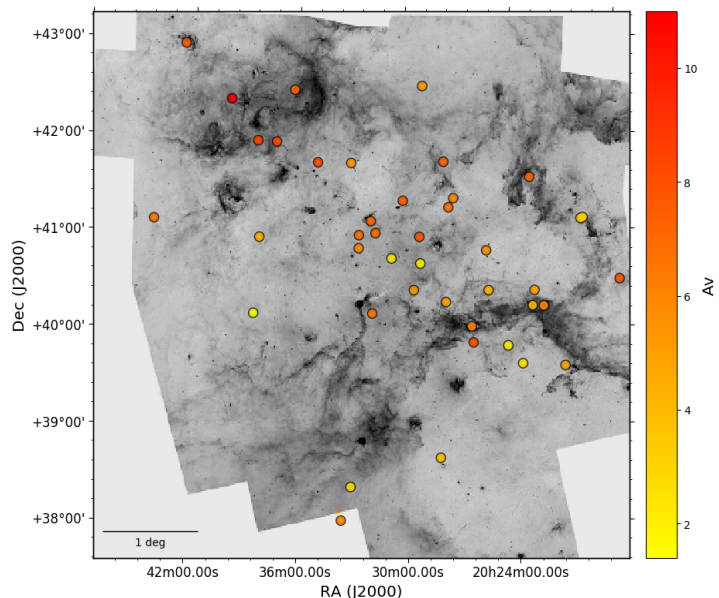 +43°00'
+42°00'
+41°00'
+40°00'
+39°00'
+38°00'
Dec (J2000)
1 deg
42m00.00s
36m00.00s
30m00.00s
20h24m00.00s
RA (J2000)
10
8
6
4
2
Av